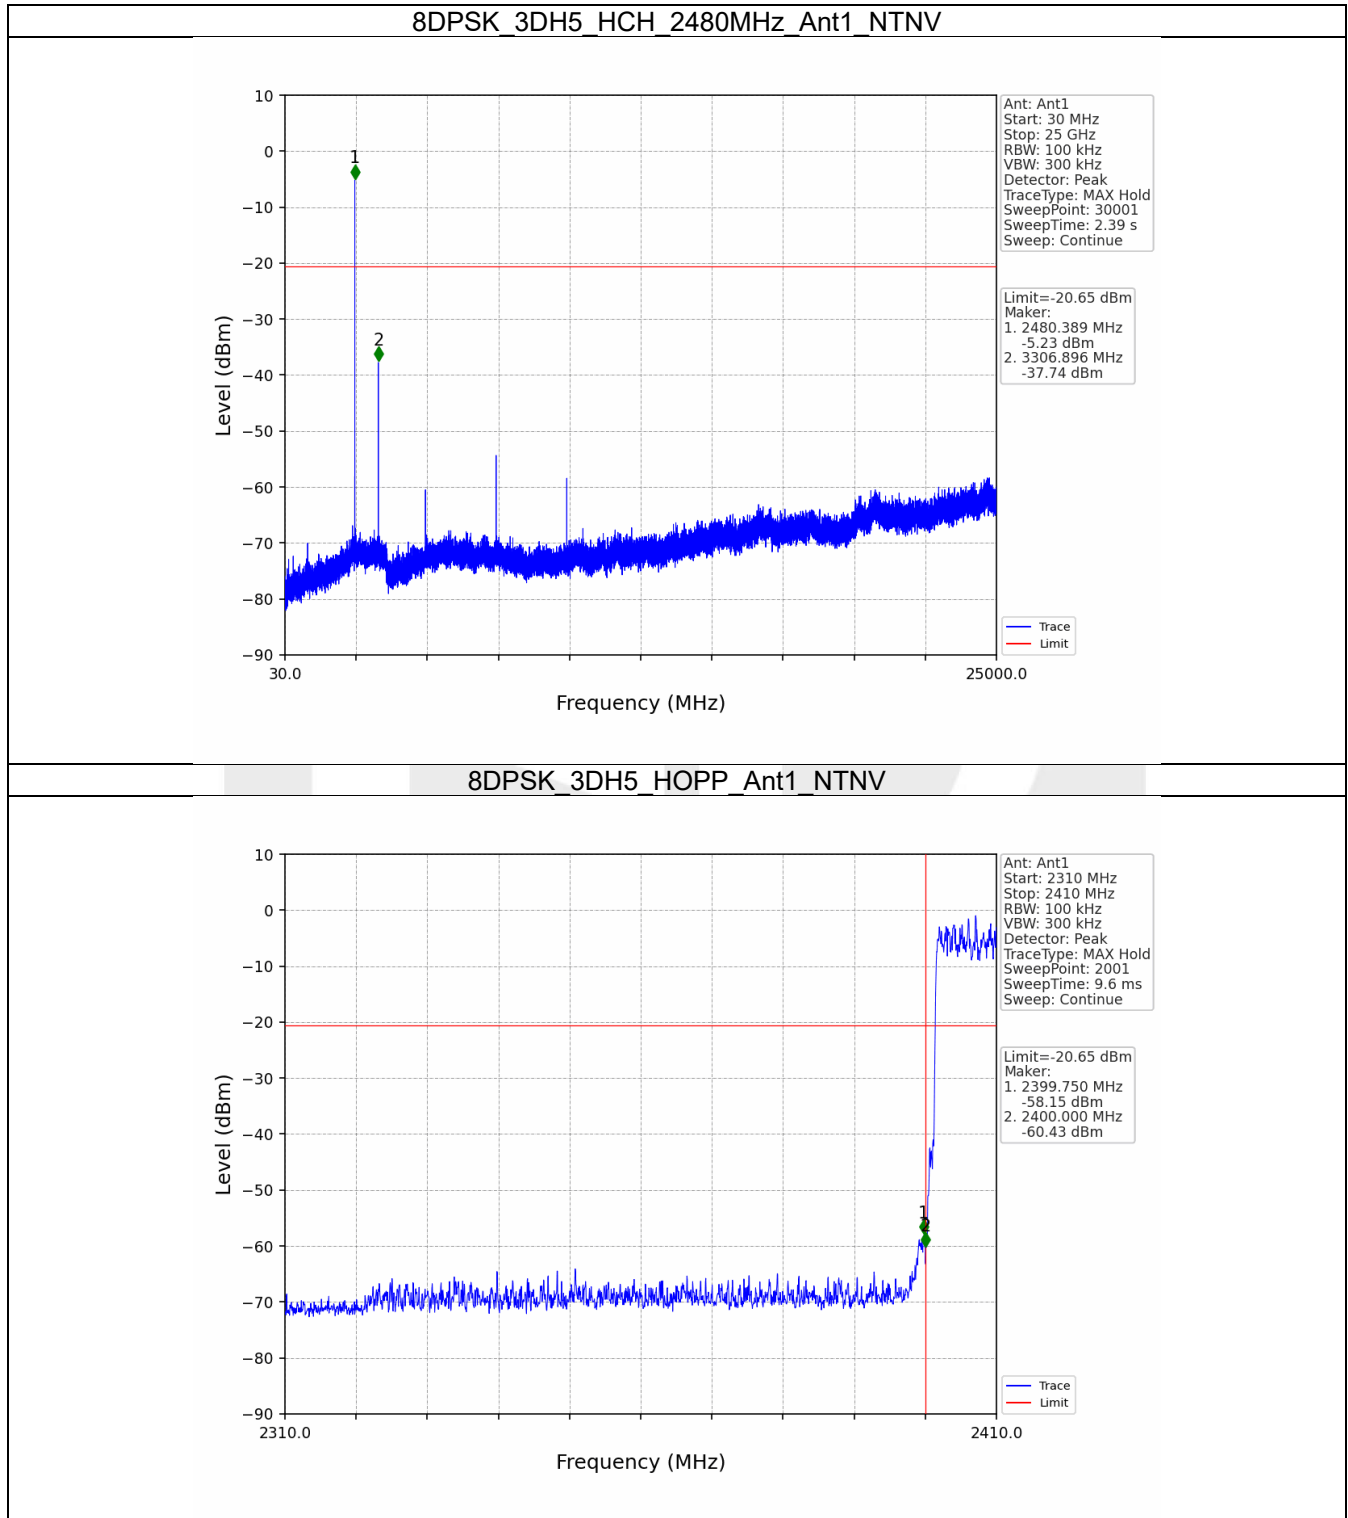 8DPSK_3DH5_HCH_2480MHz_Ant1_NTNV
10
0
−10
−20
−30
−40
−50
−60
−70
−80
−90
Level (dBm)
1
2
30.0
25000.0
Frequency (MHz)
Ant: Ant1
Start: 30 MHz
Stop: 25 GHz
RBW: 100 kHz
VBW: 300 kHz
Detector: Peak
TraceType: MAX Hold
SweepPoint: 30001
SweepTime: 2.39 s
Sweep: Continue
Limit=-20.65 dBm
Maker:
1. 2480.389 MHz
-5.23 dBm
2. 3306.896 MHz
-37.74 dBm
Trace
Limit
8DPSK_3DH5_HOPP_Ant1_NTNV
10
0
−10
−20
−30
−40
−50
−60
−70
−80
−90
Level (dBm)
1
2
2310.0
2410.0
Frequency (MHz)
Ant: Ant1
Start: 2310 MHz
Stop: 2410 MHz
RBW: 100 kHz
VBW: 300 kHz
Detector: Peak
TraceType: MAX Hold
SweepPoint: 2001
SweepTime: 9.6 ms
Sweep: Continue
Limit=-20.65 dBm
Maker:
1. 2399.750 MHz
-58.15 dBm
2. 2400.000 MHz
-60.43 dBm
Trace
Limit